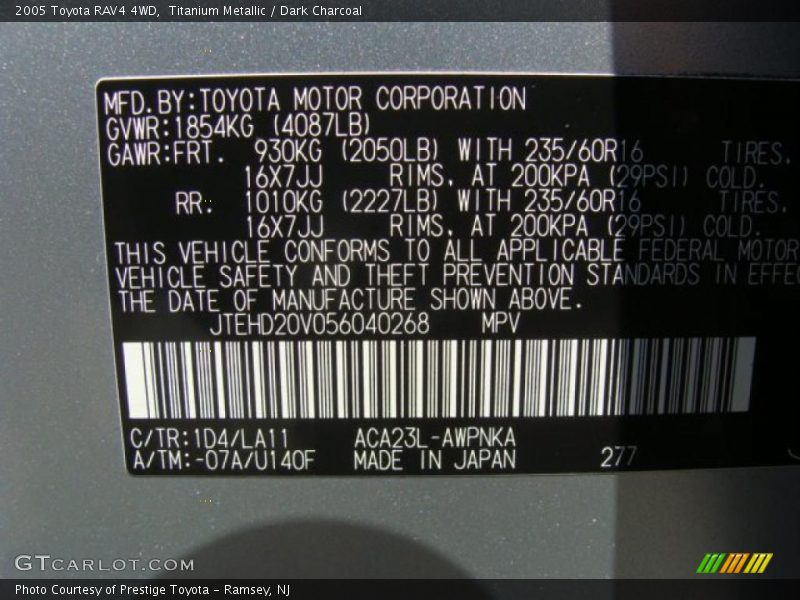 2005 Toyota RAV4 4WD,  Titanium Metallic / Dark Charcoal
MFD.BY:TOYOTA MOTOR CORPORATION
GVWR:1854KG (4087LB)
GAWR:FRT. 930KG (2050LB) WITH 235/60R16 TIRES.
16X7JJ RIMS. AT 200KPA (29PSI) COLD.
RR: 1010KG (2227LB) WITH 235/60R16 TIRES.
16X7JJ RIMS. AT 200KPA (29PSI) COLD.
THIS VEHICLE CONFORMS TO ALL APPLICABLE FEDERAL MOTOR
VEHICLE SAFETY AND THEFT PREVENTION STANDARDS IN EFFE
THE DATE OF MANUFACTURE SHOWN ABOVE.
JTEHD20V056040268 MPV
C/TR:1D4/LA11 ACA23L-AWPNKA
A/TM:-07A/U140F MADE IN JAPAN 277
GTCARLOT.COM
Photo Courtesy of Prestige Toyota - Ramsey, NJ